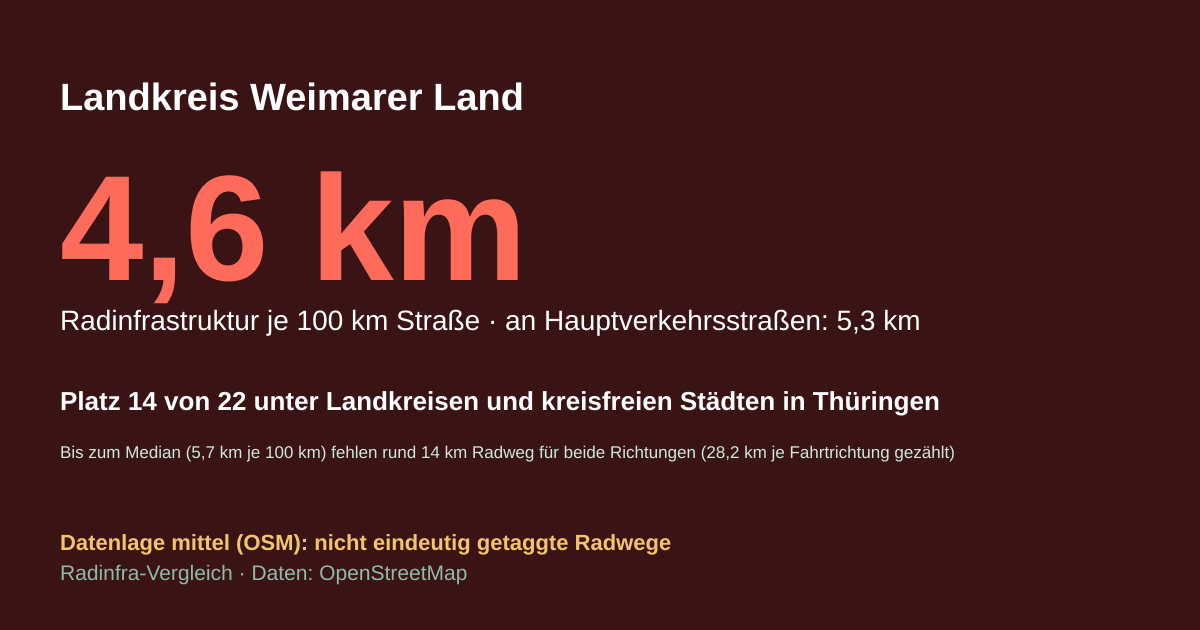 Landkreis Weimarer Land
4,6 km
Radinfrastruktur je 100 km Straße · an Hauptverkehrsstraßen: 5,3 km
Platz 14 von 22 unter Landkreisen und kreisfreien Städten in Thüringen
Bis zum Median (5,7 km je 100 km) fehlen rund 14 km Radweg für beide Richtungen (28,2 km je Fahrtrichtung gezählt)
Datenlage mittel (OSM): nicht eindeutig getaggte Radwege
Radinfra-Vergleich · Daten: OpenStreetMap